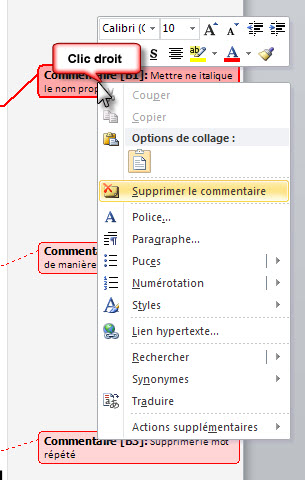 Calibri (C 10
Clic droit
S ab A
Commentaire [B1]: Mettre ne italique
le nom prop
Couper
Copier
Options de collage :
Supprimer le commentaire
Police...
Paragraphe...
Comment
de manière
Puces
Numérotation
Styles
Lien hypertexte...
Rechercher
Synonymes
Traduire
Actions supplémentaires
Commentaire [B3]: Supprimer le mot
répété